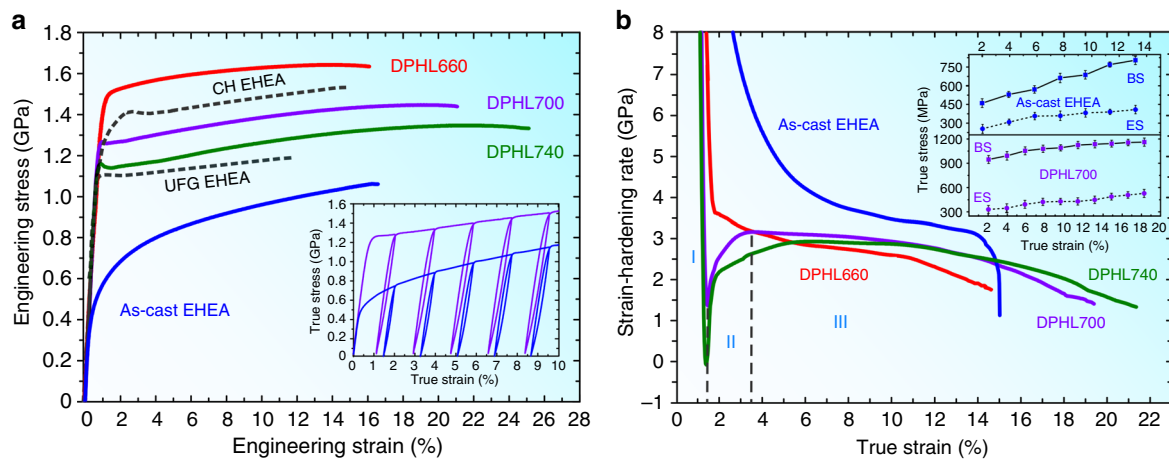 a
Engineering stress (GPa)
1.8
1.6
1.4
1.2
1.0
0.8
0.6
0.4
0.2
0
0 2 4 6 8 10 12 14 16 18 20 22 24 26 28
Engineering strain (%)
DPHL660
CH EHEA
DPHL700
DPHL740
UFG EHEA
As-cast EHEA
True stress (GPa)
1.6
1.4
1.2
1.0
0.8
0.6
0.4
0.2
0
0 1 2 3 4 5 6 7 8 9 10
True strain (%)
b
Strain-hardening rate (GPa)
8
7
6
5
4
3
2
1
0
–1
0 2 4 6 8 10 12 14 16 18 20 22
True strain (%)
As-cast EHEA
I
II
III
DPHL660
DPHL740
DPHL700
2 4 6 8 10 12 14
True stress (MPa)
750
600
450
300
BS
As-cast EHEA
ES
1200
900
600
300
BS
DPHL700
ES
2 4 6 8 10 12 14 16 18 20
True strain (%)